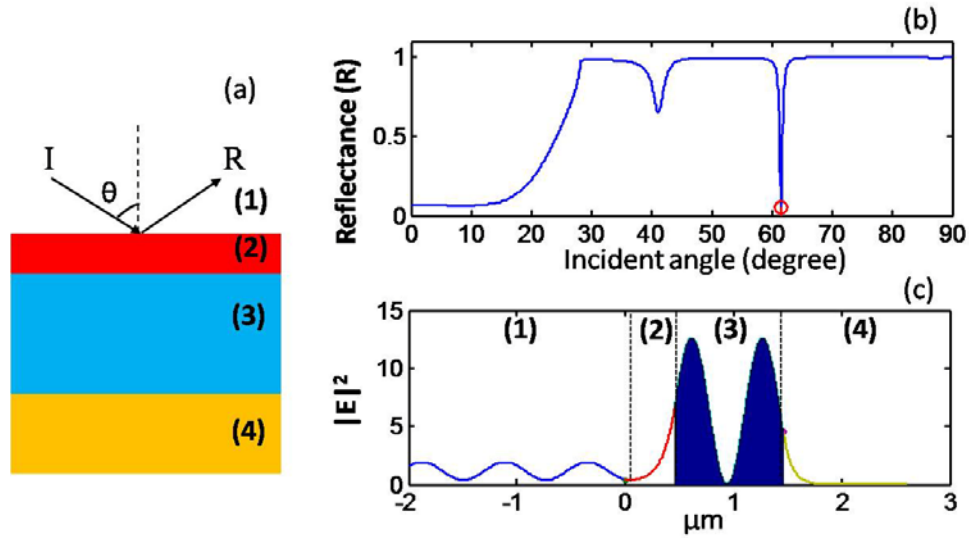 (a)
I
R
θ
(1)
(2)
(3)
(4)
(b)
Reflectance (R)
1
0.5
0
0 10 20 30 40 50 60 70 80 90
Incident angle (degree)
(c)
|E|²
15
10
5
0
(1) (2) (3) (4)
-2 -1 0 1 2 3
μm